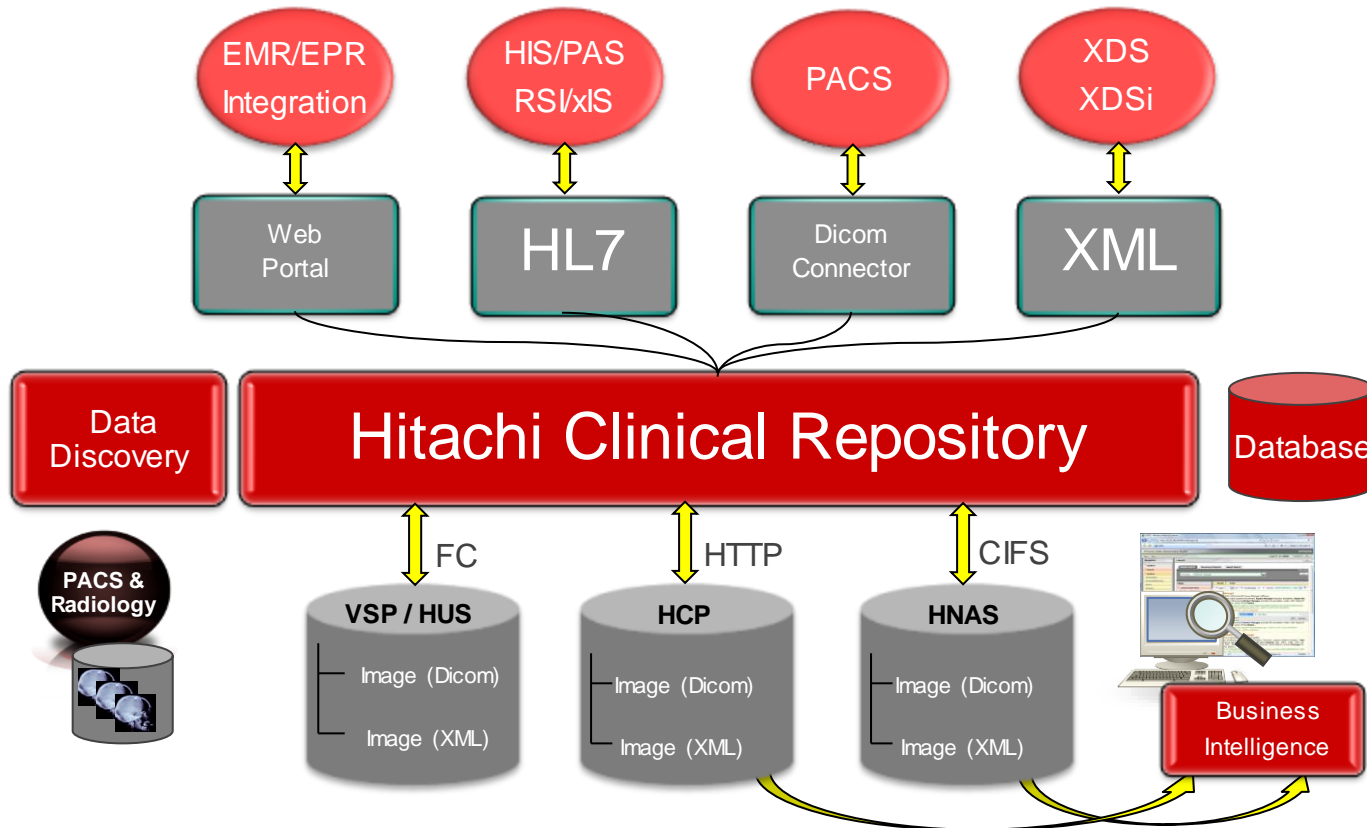 EMR/EPR
Integration
HIS/PAS
RSI/xIS
PACS
XDS
XDSi
Web
Portal
HL7
Dicom
Connector
XML
Data
Discovery
Hitachi Clinical Repository
Database
FC
HTTP
CIFS
PACS &
Radiology
VSP / HUS
Image (Dicom)
Image (XML)
HCP
Image (Dicom)
Image (XML)
HNAS
Image (Dicom)
Image (XML)
Business
Intelligence